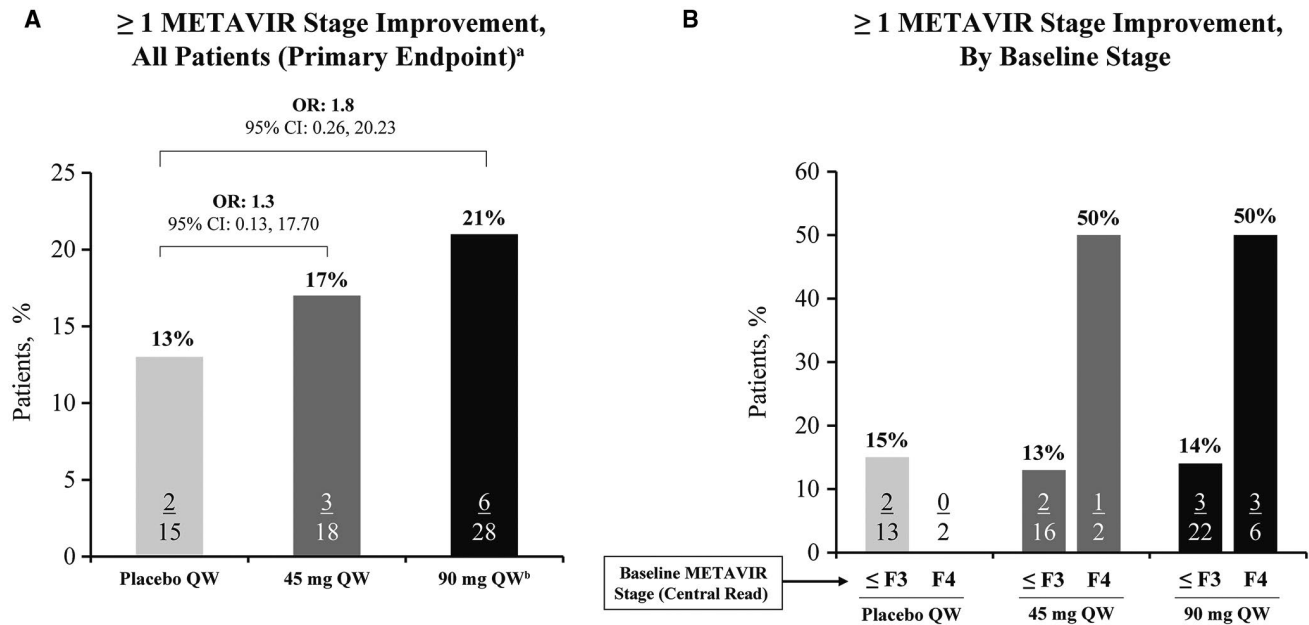 A
≥ 1 METAVIR Stage Improvement,
All Patients (Primary Endpoint)ᵃ
OR: 1.8
95% CI: 0.26, 20.23
OR: 1.3
95% CI: 0.13, 17.70
Patients, %
25
20
15
10
5
0
13%
17%
21%
2
15
3
18
6
28
Placebo QW
45 mg QW
90 mg QWᵇ
B
≥ 1 METAVIR Stage Improvement,
By Baseline Stage
Patients, %
60
50
40
30
20
10
0
15%
13%
50%
14%
50%
2
13
0
2
2
16
1
2
3
22
3
6
Baseline METAVIR
Stage (Central Read)
≤ F3 F4
Placebo QW
≤ F3 F4
45 mg QW
≤ F3 F4
90 mg QW